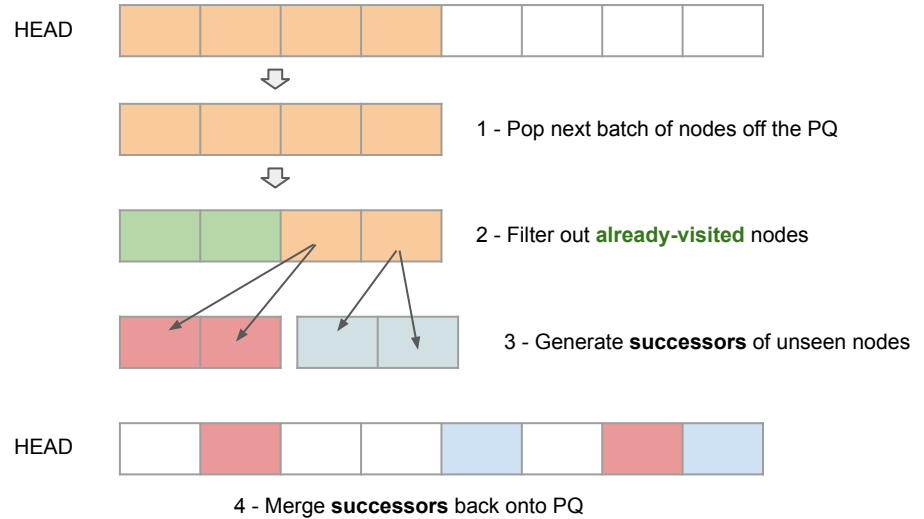 HEAD
1 - Pop next batch of nodes off the PQ
2 - Filter out already-visited nodes
3 - Generate successors of unseen nodes
HEAD
4 - Merge successors back onto PQ